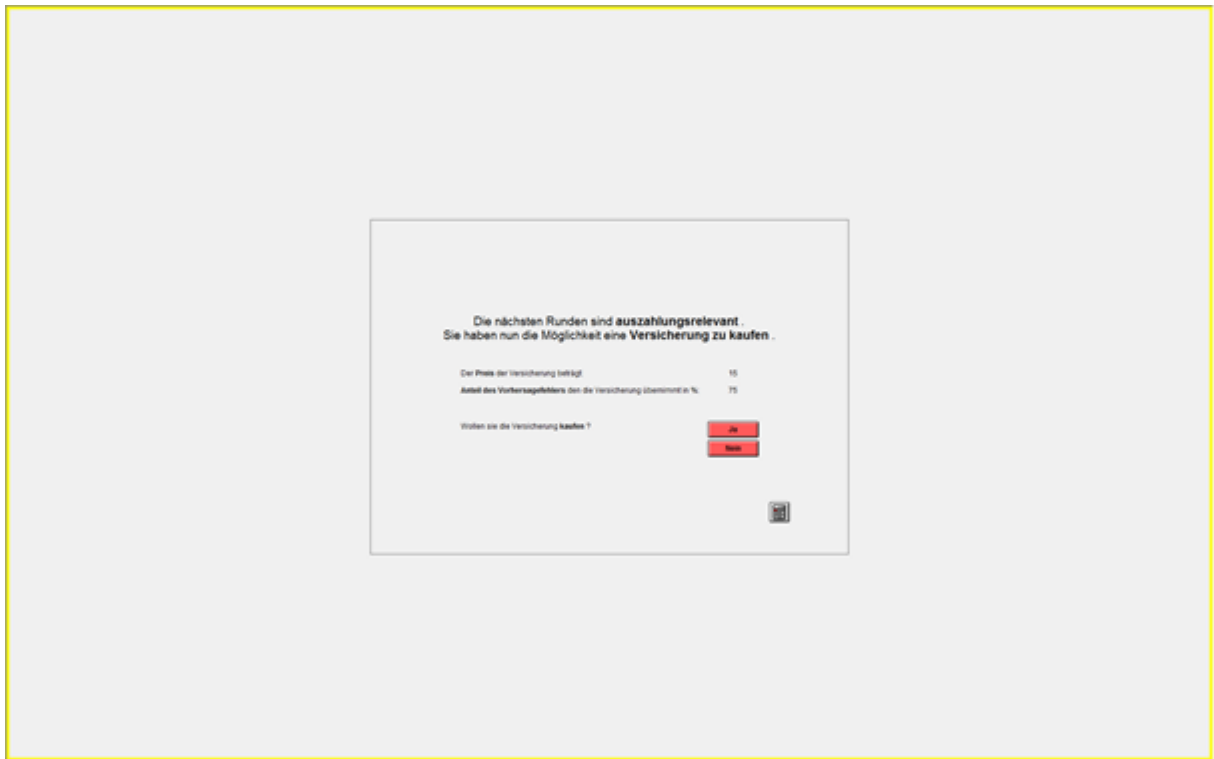 Die nächsten Runden sind auszahlungsrelevant .
Sie haben nun die Möglichkeit eine Versicherung zu kaufen .
Der Preis der Versicherung beträgt 15
Anteil des Vorhersagefehlers den die Versicherung übernimmt in % 75
Wollen sie die Versicherung kaufen ? Ja
Nein